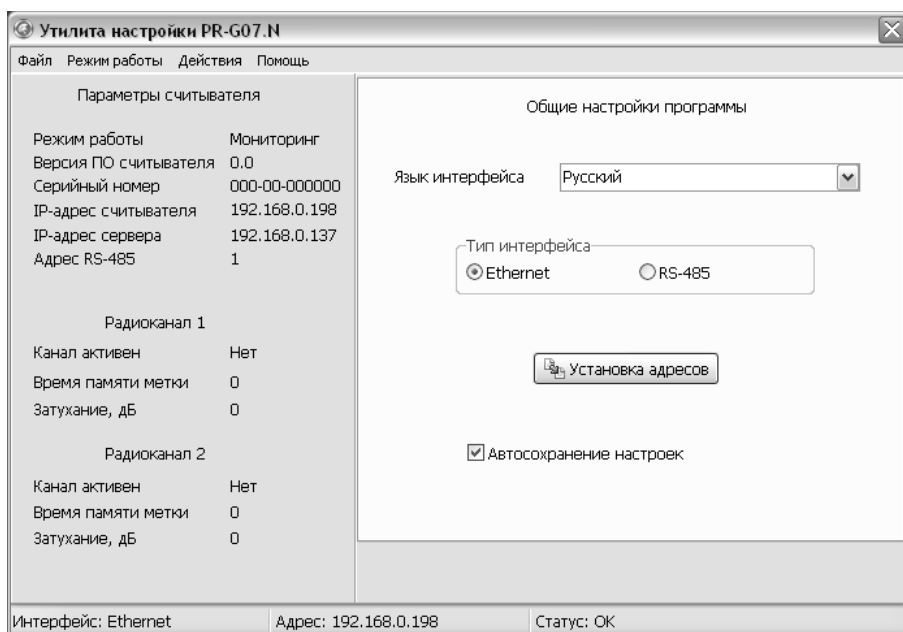 Утилита настройки PR-G07.N
Файл Режим работы Действия Помощь
Параметры считывателя
Режим работы Мониторинг
Версия ПО считывателя 0.0
Серийный номер 000-00-000000
IP-адрес считывателя 192.168.0.198
IP-адрес сервера 192.168.0.137
Адрес RS-485 1
Радиоканал 1
Канал активен Нет
Время памяти метки 0
Затухание, дБ 0
Радиоканал 2
Канал активен Нет
Время памяти метки 0
Затухание, дБ 0
Общие настройки программы
Язык интерфейса Русский
Тип интерфейса
Ethernet RS-485
Установка адресов
Автосохранение настроек
Интерфейс: Ethernet Адрес: 192.168.0.198 Статус: OK